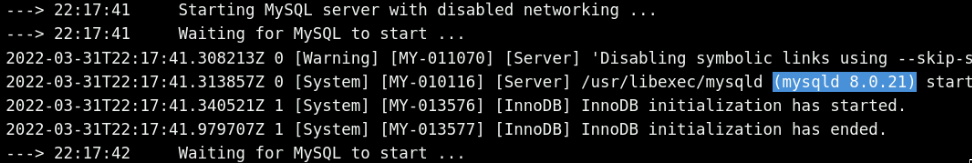 ---> 22:17:41     Starting MySQL server with disabled networking ...
---> 22:17:41     Waiting for MySQL to start ...
2022-03-31T22:17:41.308213Z 0 [Warning] [MY-011070] [Server] 'Disabling symbolic links using --skip-s
2022-03-31T22:17:41.313857Z 0 [System] [MY-010116] [Server] /usr/libexec/mysqld (mysqld 8.0.21) start
2022-03-31T22:17:41.340521Z 1 [System] [MY-013576] [InnoDB] InnoDB initialization has started.
2022-03-31T22:17:41.979707Z 1 [System] [MY-013577] [InnoDB] InnoDB initialization has ended.
---> 22:17:42     Waiting for MySQL to start ...